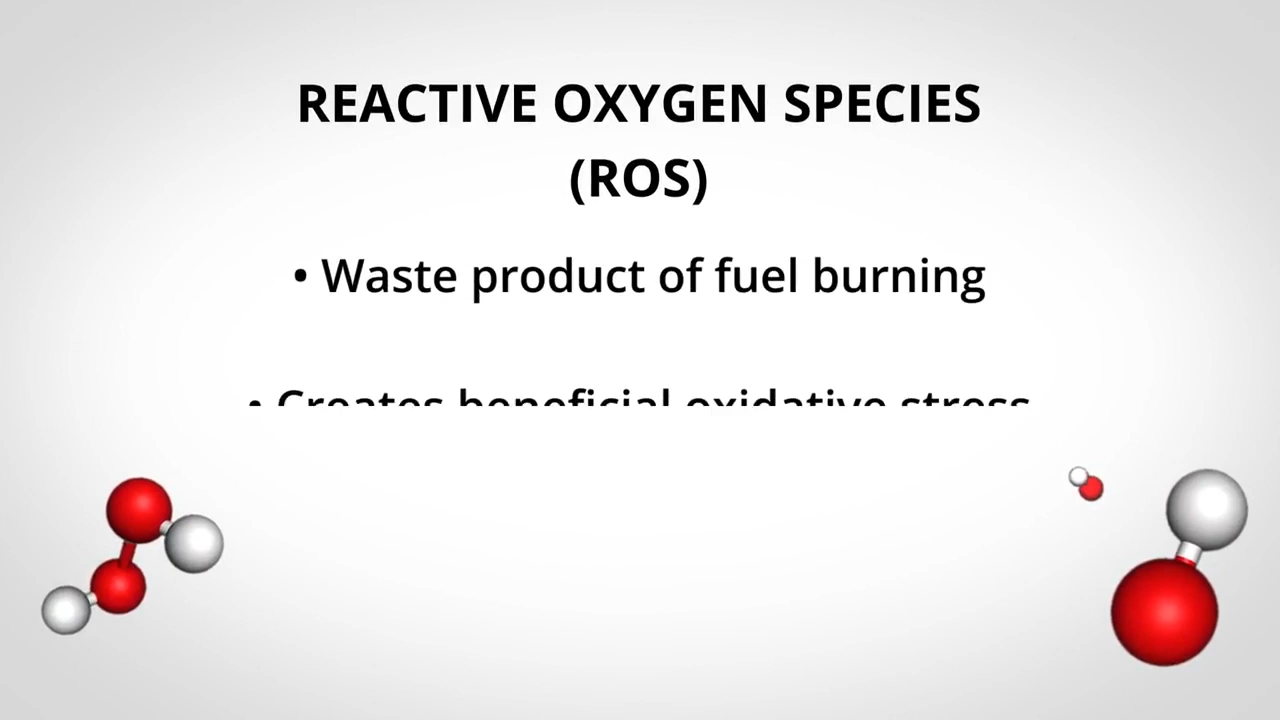 REACTIVE OXYGEN SPECIES
(ROS)
• Waste product of fuel burning
• Creates beneficial oxidative stress